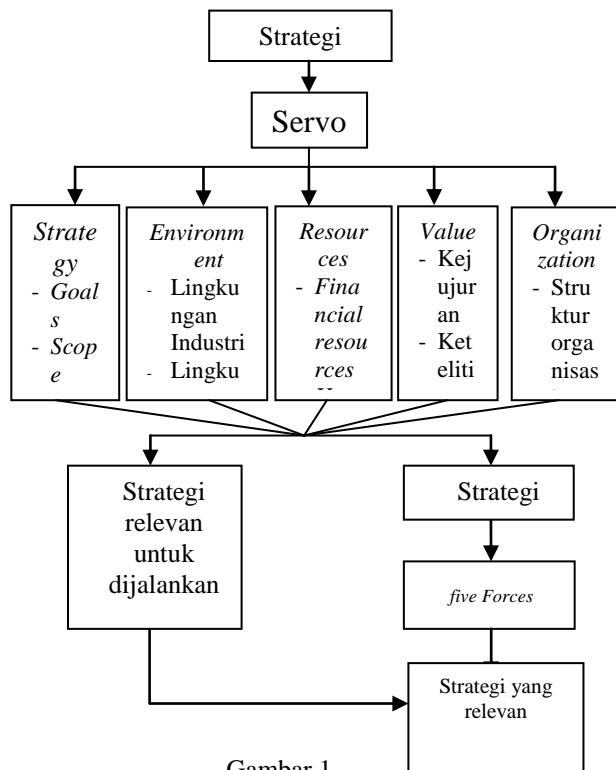 Strategi
Servo
Strate
gy
- Goal
s
- Scop
e
Environm
ent
- Lingku
ngan
Industri
- Lingku
Resour
ces
- Fina
ncial
resou
rces
Value
- Kej
ujur
an
- Ket
eliti
Organi
zation
- Stru
ktur
orga
nisas
Strategi
relevan
untuk
dijalankan
Strategi
five Forces
Strategi yang
relevan
Gambar 1